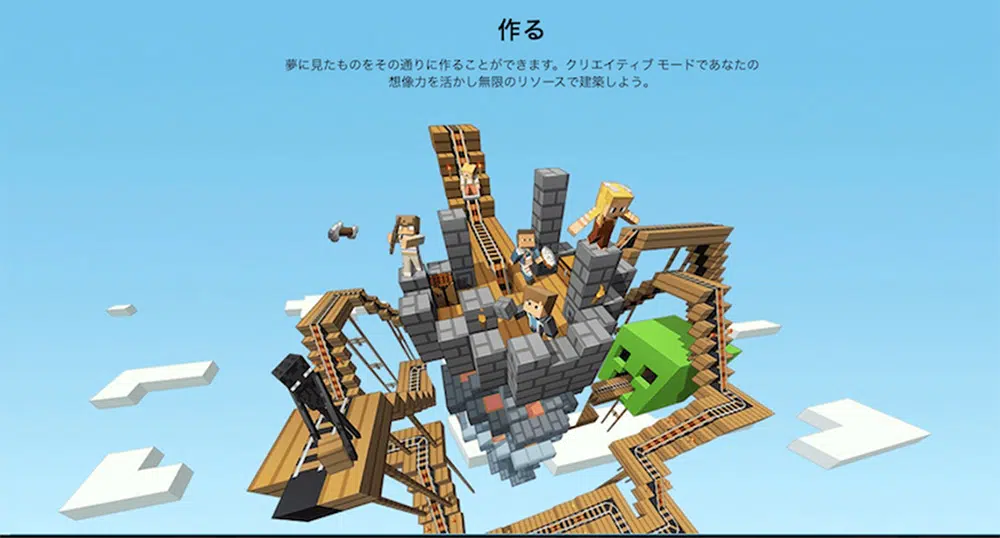 作る
夢に見たものをその通りに作ることができます。クリエイティブ モードであなたの
想像力を活かし無限のリソースで建築しよう。